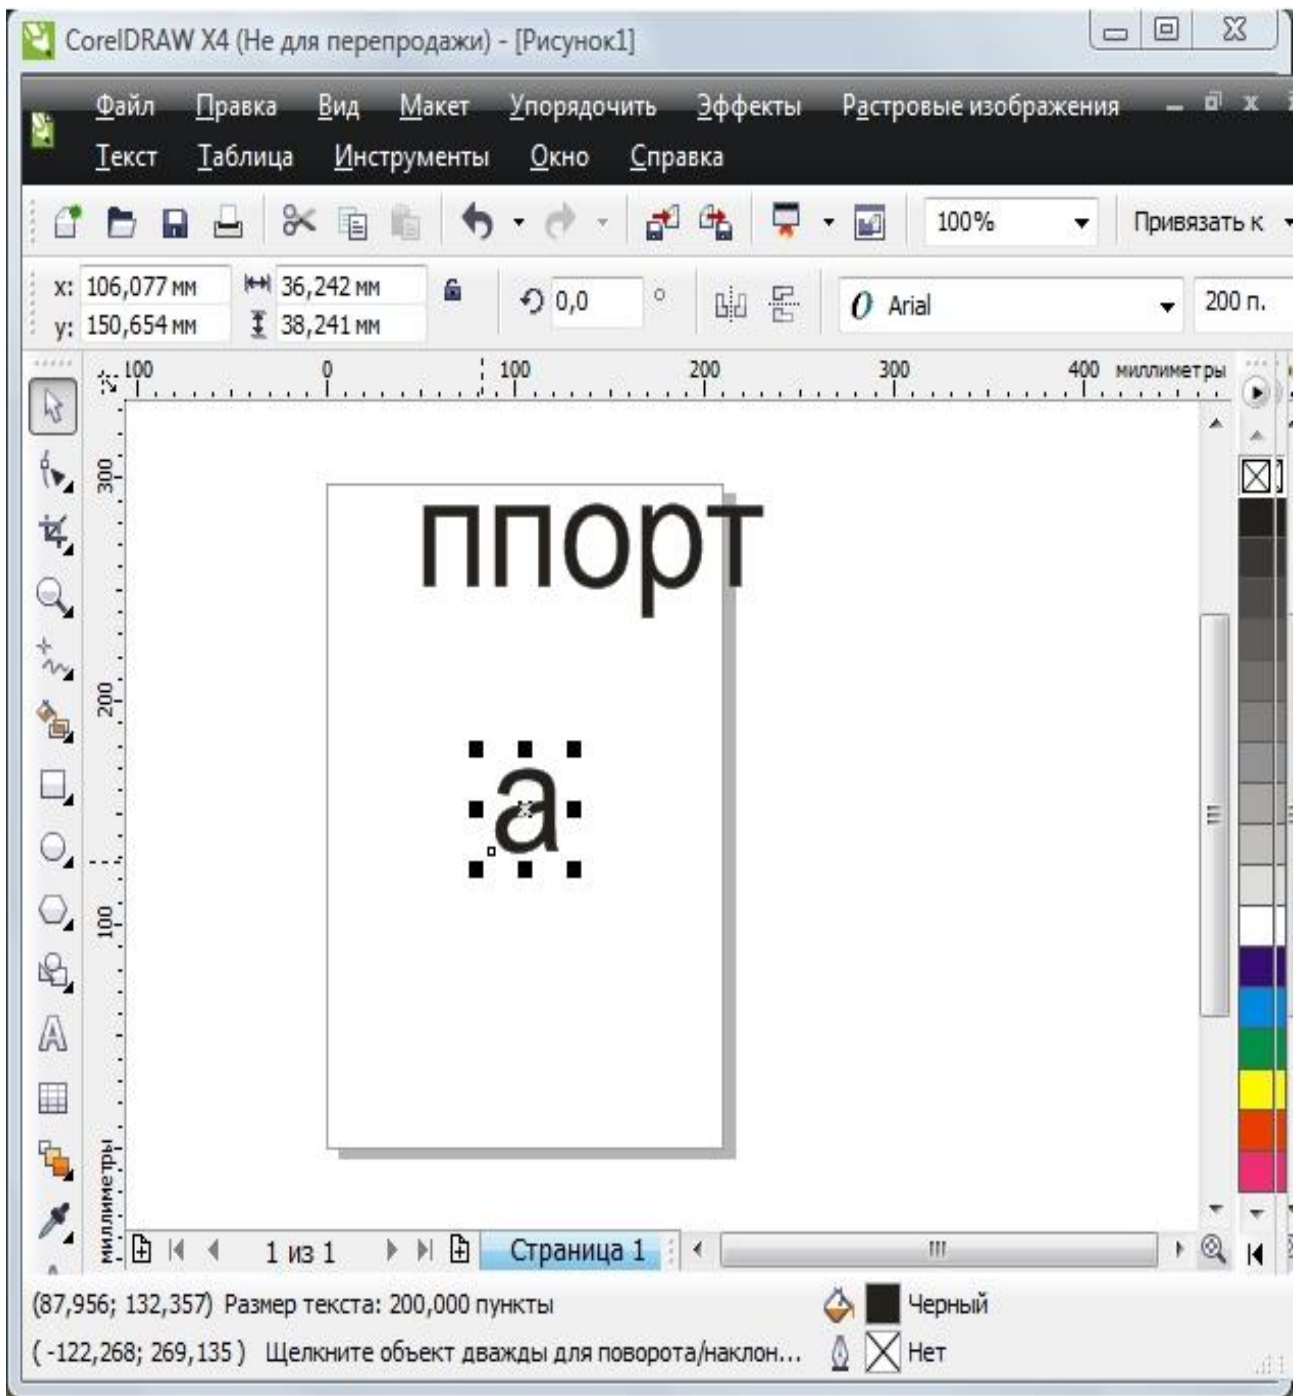 CorelDRAW X4 (Не для перепродажи) - [Рисунок1]
Файл Правка Вид Макет Упорядочить Эффекты Растровые изображения
Текст Таблица Инструменты Окно Справка
100% Привязать к
x: 106,077 мм 36,242 мм 0,0 ° Arial 200 п.
y: 150,654 мм 38,241 мм
100 0 100 200 300 400 миллиметры
300
ппорт
200
а
100
миллиметры
1 из 1 Страница 1
(87,956; 132,357) Размер текста: 200,000 пункты Черный
( -122,268; 269,135 ) Щелкните объект дважды для поворота/наклон... Нет